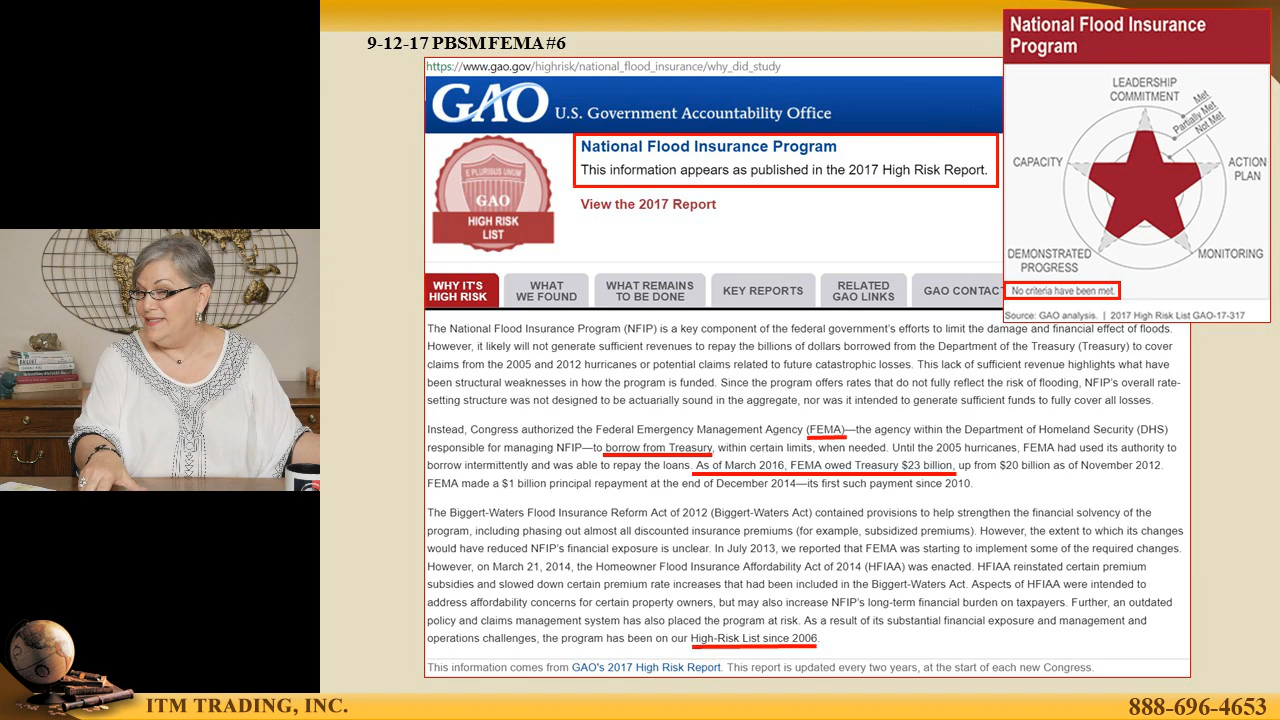 9-12-17 PBSM FEMA #6
https://www.gao.gov/highrisk/national_flood_insurance/why_did_study
GAO U.S. Government Accountability Office
E PLURIBUS UNUM
GAO
HIGH RISK
LIST
National Flood Insurance Program
This information appears as published in the 2017 High Risk Report.
View the 2017 Report
National Flood Insurance
Program
LEADERSHIP
COMMITMENT
Met
Partially Met
Not Met
CAPACITY
ACTION
PLAN
DEMONSTRATED
PROGRESS
MONITORING
No criteria have been met.
Source: GAO analysis. | 2017 High Risk List GAO-17-317
WHY IT'S
HIGH RISK
WHAT
WE FOUND
WHAT REMAINS
TO BE DONE
KEY REPORTS
RELATED
GAO LINKS
GAO CONTACT
The National Flood Insurance Program (NFIP) is a key component of the federal government's efforts to limit the damage and financial effect of floods.
However, it likely will not generate sufficient revenues to repay the billions of dollars borrowed from the Department of the Treasury (Treasury) to cover
claims from the 2005 and 2012 hurricanes or potential claims related to future catastrophic losses. This lack of sufficient revenue highlights what have
been structural weaknesses in how the program is funded. Since the program offers rates that do not fully reflect the risk of flooding, NFIP's overall rate-
setting structure was not designed to be actuarially sound in the aggregate, nor was it intended to generate sufficient funds to fully cover all losses.
Instead, Congress authorized the Federal Emergency Management Agency (FEMA)—the agency within the Department of Homeland Security (DHS)
responsible for managing NFIP—to borrow from Treasury, within certain limits, when needed. Until the 2005 hurricanes, FEMA had used its authority to
borrow intermittently and was able to repay the loans. As of March 2016, FEMA owed Treasury $23 billion, up from $20 billion as of November 2012.
FEMA made a $1 billion principal repayment at the end of December 2014—its first such payment since 2010.
The Biggert-Waters Flood Insurance Reform Act of 2012 (Biggert-Waters Act) contained provisions to help strengthen the financial solvency of the
program, including phasing out almost all discounted insurance premiums (for example, subsidized premiums). However, the extent to which its changes
would have reduced NFIP's financial exposure is unclear. In July 2013, we reported that FEMA was starting to implement some of the required changes.
However, on March 21, 2014, the Homeowner Flood Insurance Affordability Act of 2014 (HFIAA) was enacted. HFIAA reinstated certain premium
subsidies and slowed down certain premium rate increases that had been included in the Biggert-Waters Act. Aspects of HFIAA were intended to
address affordability concerns for certain property owners, but may also increase NFIP's long-term financial burden on taxpayers. Further, an outdated
policy and claims management system has also placed the program at risk. As a result of its substantial financial exposure and management and
operations challenges, the program has been on our High-Risk List since 2006.
This information comes from GAO's 2017 High Risk Report. This report is updated every two years, at the start of each new Congress.
ITM TRADING, INC.
888-696-4653